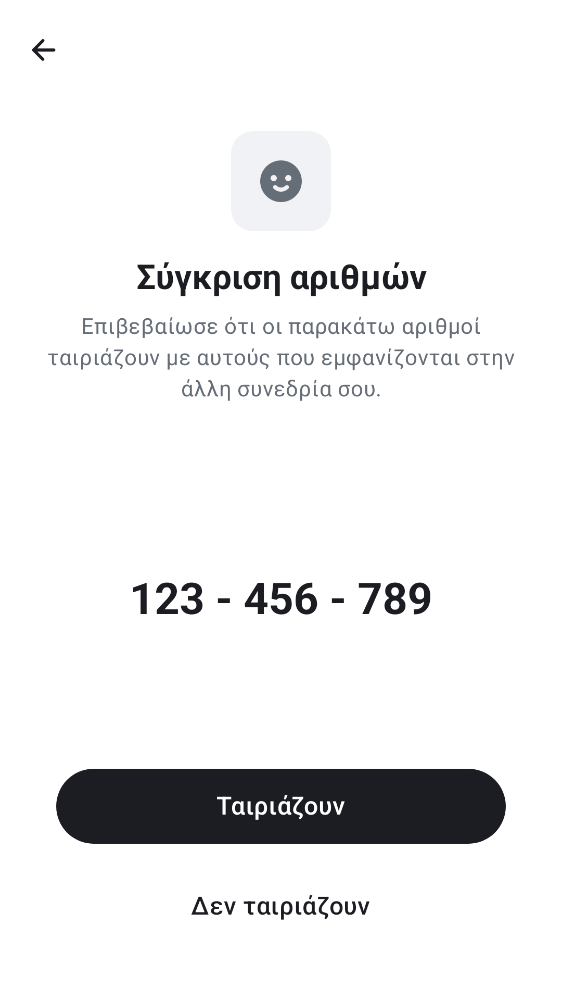 Σύγκριση αριθμών
Επιβεβαίωσε ότι οι παρακάτω αριθμοί
ταιριάζουν με αυτούς που εμφανίζονται στην
άλλη συνεδρία σου.
123 - 456 - 789
Ταιριάζουν
Δεν ταιριάζουν